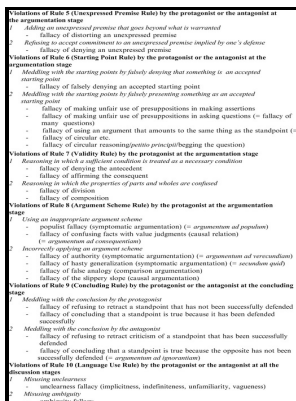 Violations of Rule 5 (Unexpressed Premise Rule) by the protagonist or the antagonist at
the argumentation stage
1 Adding an unexpressed premise that goes beyond what is warranted
- fallacy of distorting an unexpressed premise
2 Refusing to accept commitment to an unexpressed premise implied by one's defense
- fallacy of denying an unexpressed premise
Violations of Rule 6 (Starting Point Rule) by the protagonist or the antagonist at the
argumentation stage
1 Meddling with the starting points by falsely denying that something is an accepted
starting point
- fallacy of falsely denying an accepted starting point
2 Meddling with the starting points by falsely presenting something as an accepted
starting point
- fallacy of making unfair use of presuppositions in making assertions
- fallacy of making unfair use of presuppositions in asking questions (= fallacy of
many questions)
- fallacy of using an argument that amounts to the same thing as the standpoint (=
fallacy of circular etc.
- fallacy of circular reasoning/petitio principii/begging the question)
Violations of Rule 7 (Validity Rule) by the protagonist at the argumentation stage
1 Reasoning in which a sufficient condition is treated as a necessary condition
- fallacy of denying the antecedent
- fallacy of affirming the consequent
2 Reasoning in which the properties of parts and wholes are confused
- fallacy of division
- fallacy of composition
Violations of Rule 8 (Argument Scheme Rule) by the protagonist at the argumentation
stage
1 Using an inappropriate argument scheme
- populist fallacy (symptomatic argumentation) (= argumentum ad populum)
- fallacy of confusing facts with value judgments (causal relation)
(= argumentum ad consequentiam)
2 Incorrectly applying an argument scheme
- fallacy of authority (symptomatic argumentation) (= argumentum ad verecundiam)
- fallacy of hasty generalization (symptomatic argumentation) (= secundum quid)
- fallacy of false analogy (comparison argumentation)
- fallacy of the slippery slope (causal argumentation)
Violations of Rule 9 (Concluding Rule) by the protagonist or the antagonist at the concluding
stage
1 Meddling with the conclusion by the protagonist
- fallacy of refusing to retract a standpoint that has not been successfully defended
- fallacy of concluding that a standpoint is true because it has been defended
successfully
2 Meddling with the conclusion by the antagonist
- fallacy of refusing to retract criticism of a standpoint that has been successfully
defended
- fallacy of concluding that a standpoint is true because the opposite has not been
successfully defended (= argumentum ad ignorantiam)
Violations of Rule 10 (Language Use Rule) by the protagonist or the antagonist at all the
discussion stages
1 Misusing unclearness
- unclearness fallacy (implicitness, indefiniteness, unfamiliarity, vagueness)
2 Misusing ambiguity
- ambiguity fallacy